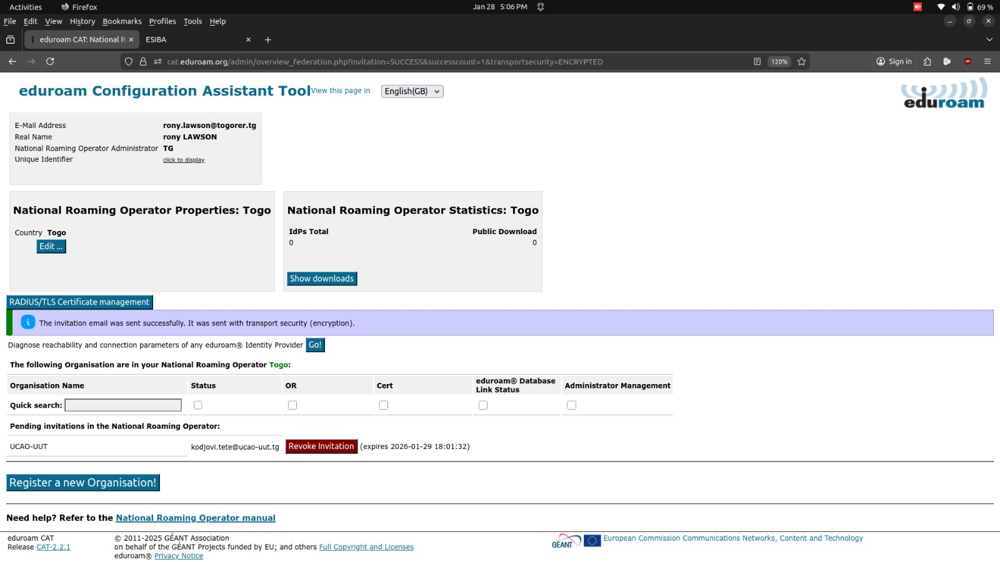 Activities Firefox Jan 28 5:06 PM 69 %
File Edit View History Bookmarks Profiles Tools Help
eduroam CAT: National R ESIBA
cat.eduroam.org/admin/overview_federation.php?invitation=SUCCESS&successcount=1&transportsecurity=ENCRYPTED 120% Sign in
eduroam Configuration Assistant Tool View this page in English(GB)
eduroam
E-Mail Address rony.lawson@togorer.tg
Real Name rony LAWSON
National Roaming Operator Administrator TG
Unique Identifier click to display
National Roaming Operator Properties: Togo
Country Togo
Edit ...
National Roaming Operator Statistics: Togo
IdPs Total Public Download
0 0
Show downloads
RADIUS/TLS Certificate management
The invitation email was sent successfully. It was sent with transport security (encryption).
Diagnose reachability and connection parameters of any eduroam® Identity Provider Go!
The following Organisation are in your National Roaming Operator Togo:
Organisation Name Status OR Cert eduroam® Database Link Status Administrator Management
Quick search:
Pending invitations in the National Roaming Operator:
UCAO-UUT kodjovi.tete@ucao-uut.tg Revoke Invitation (expires 2026-01-29 18:01:32)
Register a new Organisation!
Need help? Refer to the National Roaming Operator manual
eduroam CAT
Release CAT-2.2.1
© 2011-2025 GÉANT Association
on behalf of the GÉANT Projects funded by EU; and others Full Copyright and Licenses
eduroam® Privacy Notice
GÉANT
European Commission Communications Networks, Content and Technology